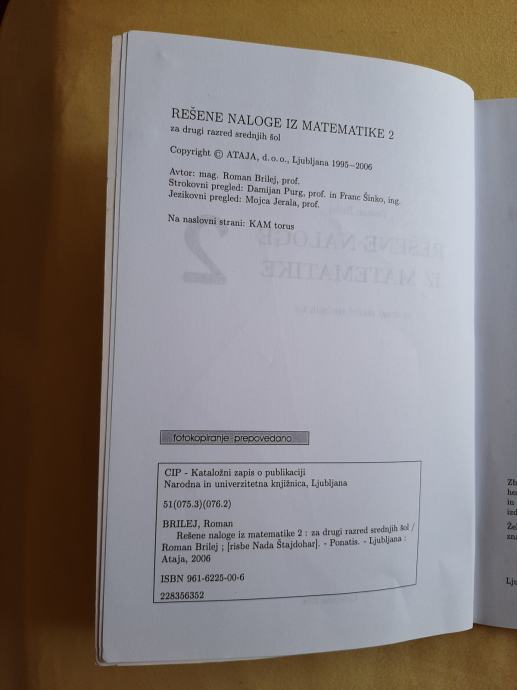 REŠENE NALOGE IZ MATEMATIKE 2
za drugi razred srednjih šol
Copyright © ATAJA, d. o. o., Ljubljana 1995–2006
Avtor: mag. Roman Brilej, prof.
Strokovni pregled: Damijan Purg, prof. in Franc Šinko, ing.
Jezikovni pregled: Mojca Jerala, prof.
Na naslovni strani: KAM torus
fotokopiranje prepovedano
CIP - Kataložni zapis o publikaciji
Narodna in univerzitetna knjižnica, Ljubljana
51(075.3)(076.2)
BRILEJ, Roman
Rešene naloge iz matematike 2 : za drugi razred srednjih šol /
Roman Brilej ; [risbe Nada Štajdohar]. - Ponatis. - Ljubljana :
Ataja, 2006
ISBN 961-6225-00-6
228356352